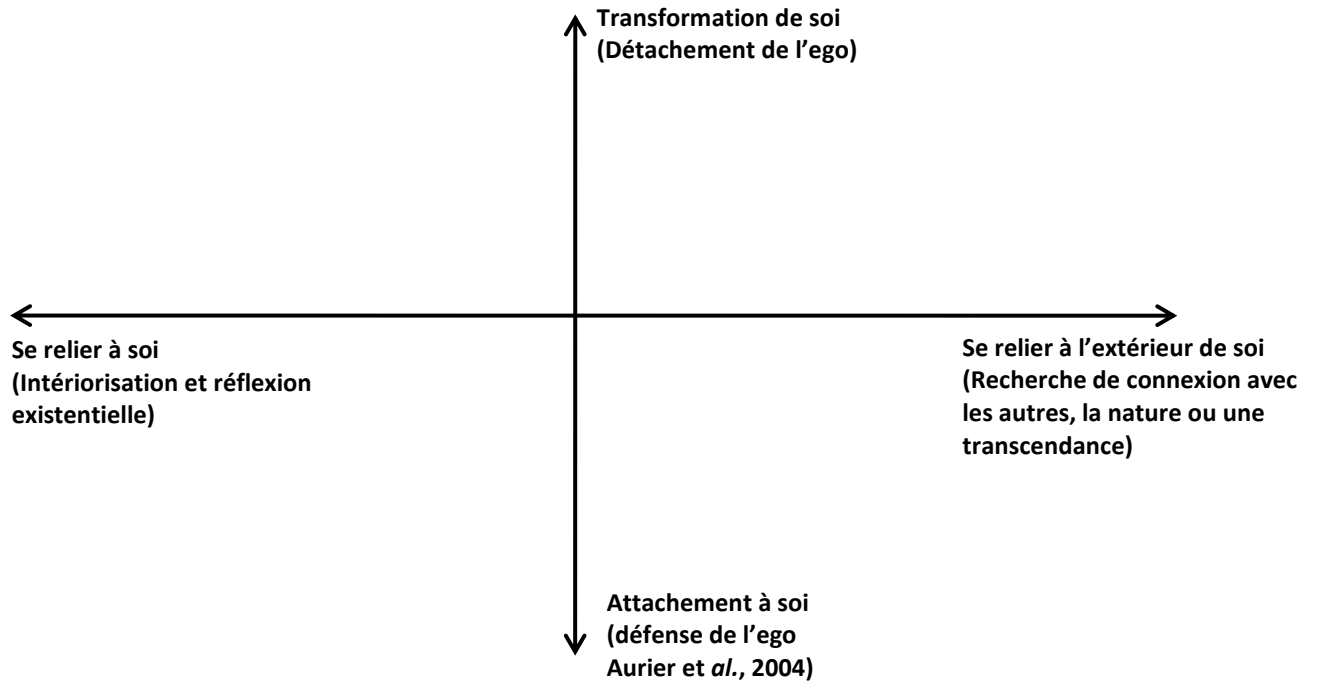 Transformation de soi
(Détachement de l’ego)
Se relier à soi
(Intériorisation et réflexion
existentielle)
Se relier à l’extérieur de soi
(Recherche de connexion avec
les autres, la nature ou une
transcendance)
Attachement à soi
(défense de l’ego
Aurier et al., 2004)